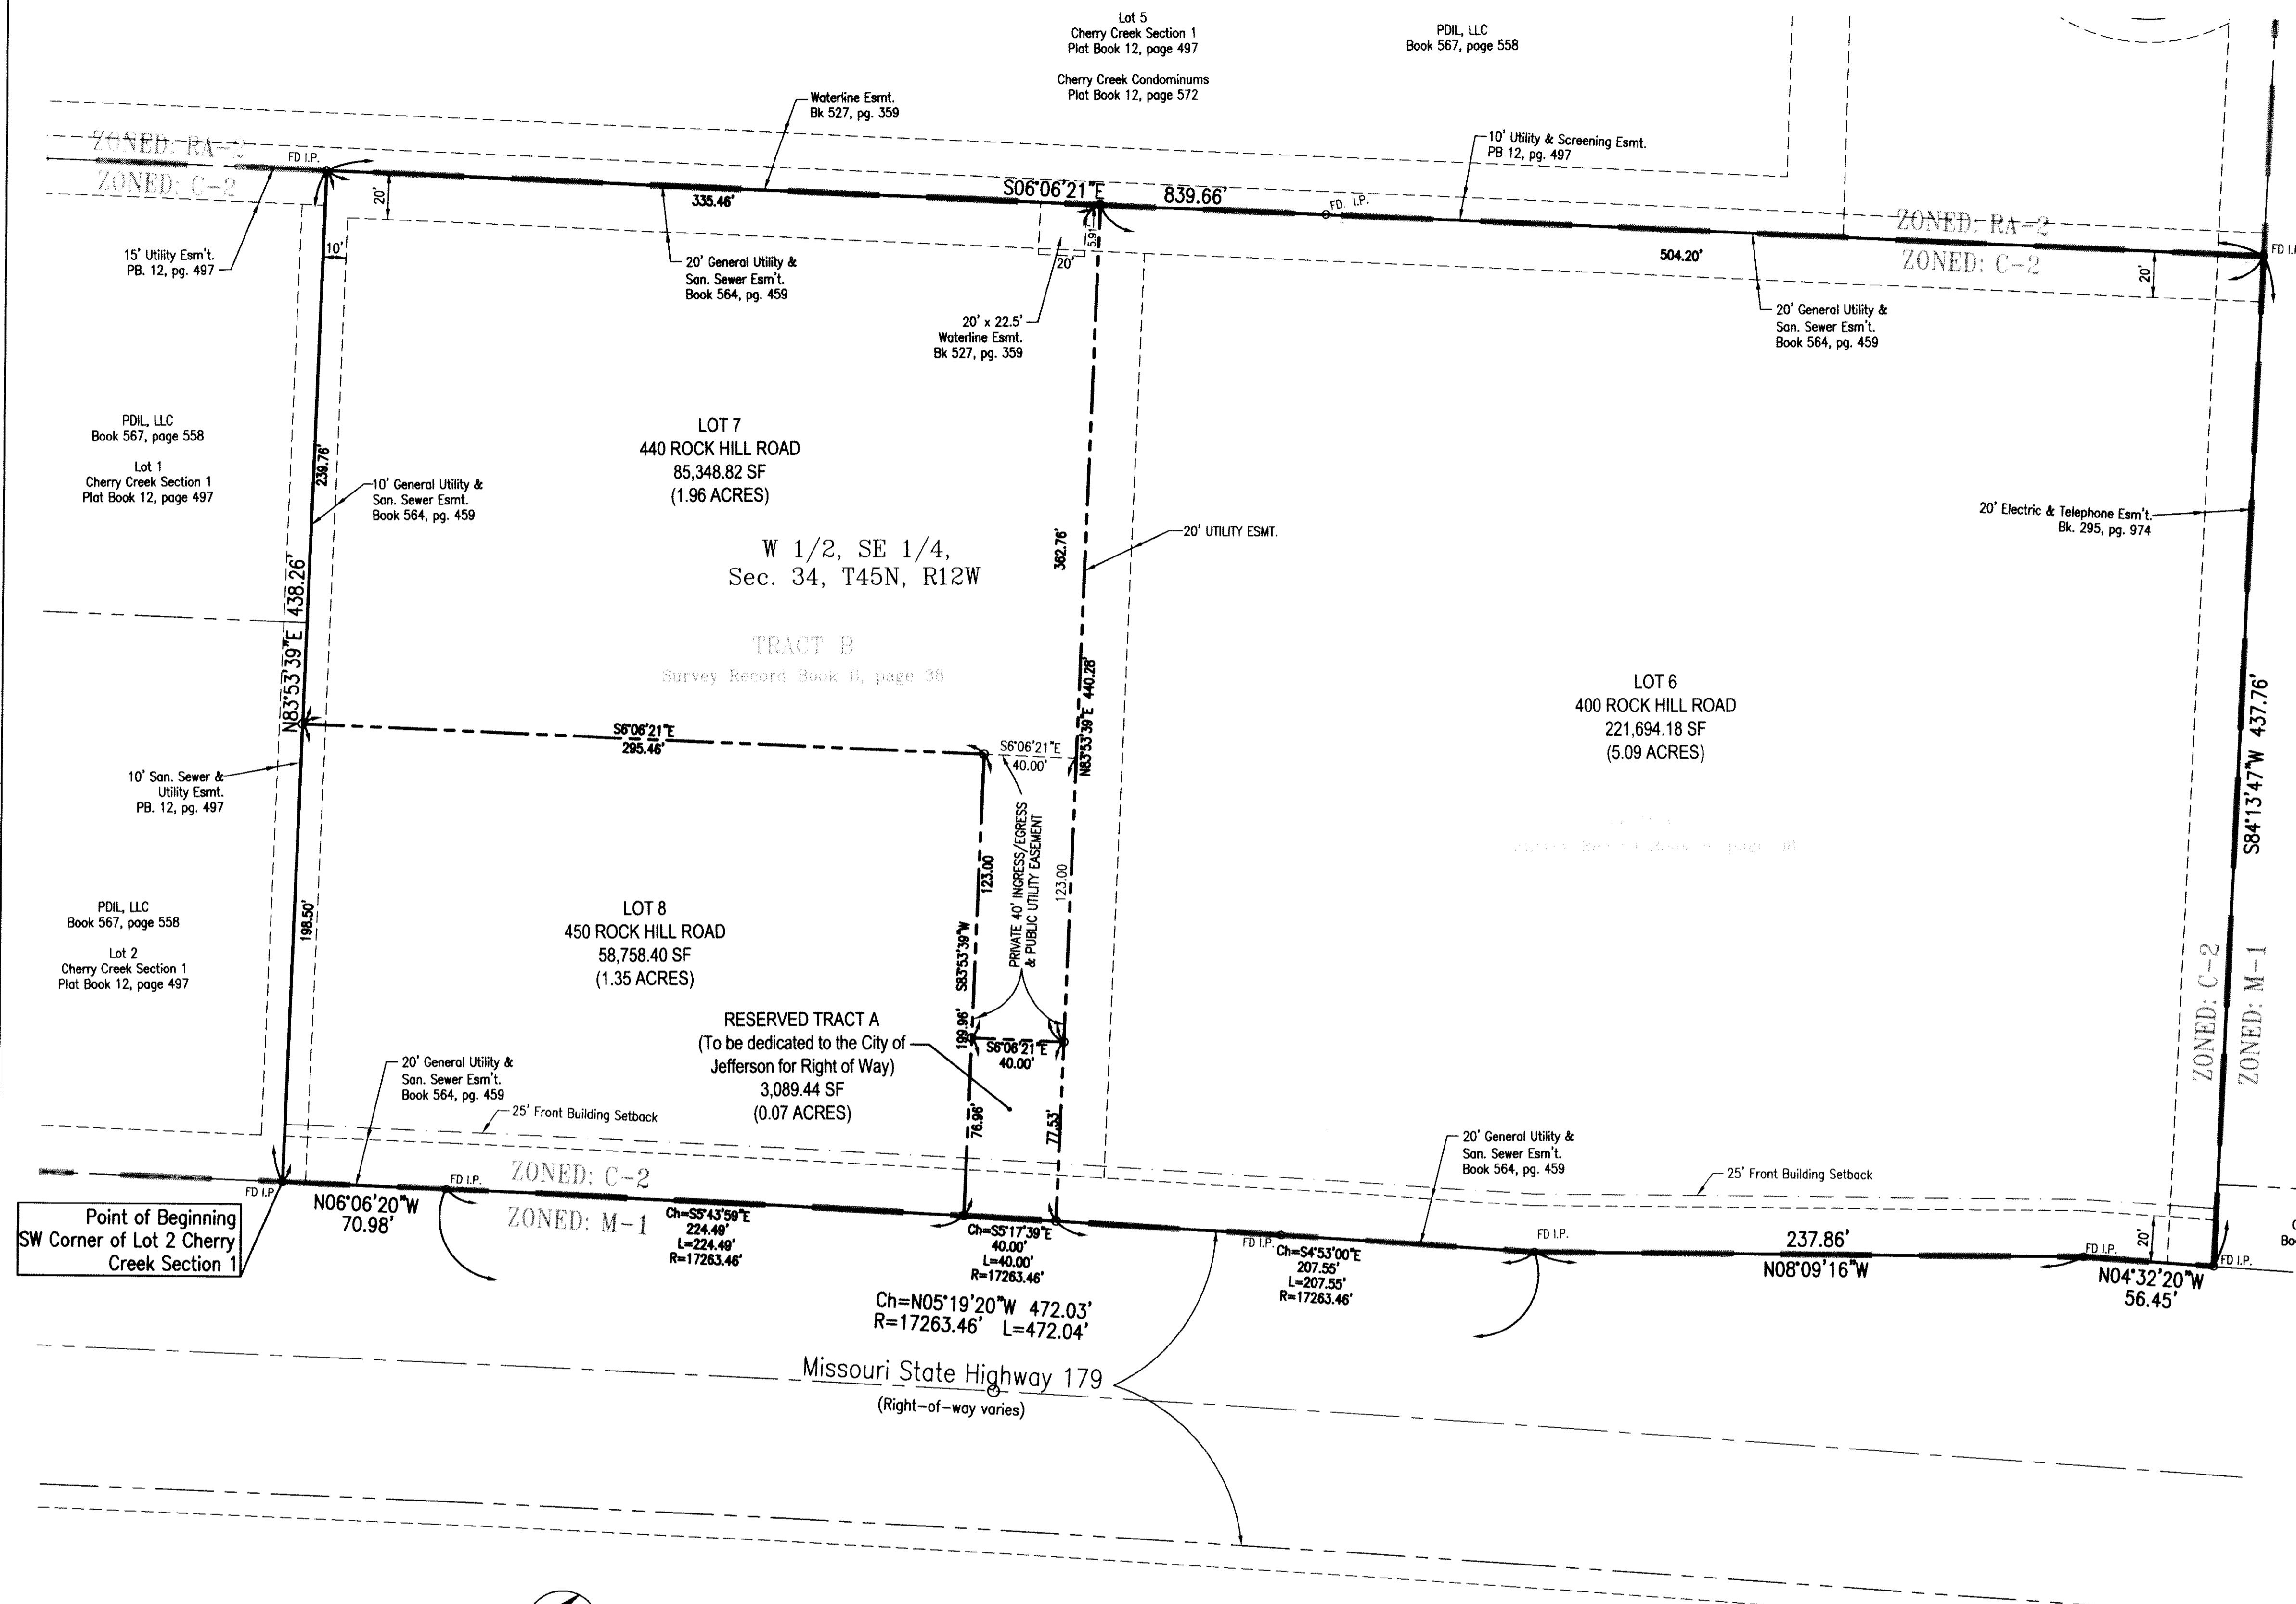 Lot 5
Cherry Creek Section 1
Plat Book 12, page 497
Cherry Creek Condominums
Plat Book 12, page 572
PDIL, LLC
Book 567, page 558
Waterline Esmt.
Bk 527, pg. 359
10' Utility & Screening Esmt.
PB 12, pg. 497
ZONED: RA-2
FD I.P.
ZONED: C-2
20'
335.46'
S06°06'21"E 839.66'
FD. I.P.
ZONED: RA-2
504.20'
ZONED: C-2
20'
15' Utility Esm't.
PB. 12, pg. 497
10'
20' General Utility &
San. Sewer Esm't.
Book 564, pg. 459
5.91'
20'
20' x 22.5'
Waterline Esmt.
Bk 527, pg. 359
20' General Utility &
San. Sewer Esm't.
Book 564, pg. 459
PDIL, LLC
Book 567, page 558
Lot 1
Cherry Creek Section 1
Plat Book 12, page 497
239.76'
10' General Utility &
San. Sewer Esmt.
Book 564, pg. 459
LOT 7
440 ROCK HILL ROAD
85,348.82 SF
(1.96 ACRES)
W 1/2, SE 1/4,
Sec. 34, T45N, R12W
TRACT B
Survey Record Book B, page 38
362.76'
20' UTILITY ESMT.
20' Electric & Telephone Esm't.
Bk. 295, pg. 974
N83°53'39"E 438.26'
N83°53'39"E 440.28'
LOT 6
400 ROCK HILL ROAD
221,694.18 SF
(5.09 ACRES)
S84°13'47"W 437.76'
S6°06'21"E
295.46'
S6°06'21"E
40.00'
10' San. Sewer &
Utility Esmt.
PB. 12, pg. 497
PRIVATE 40' INGRESS/EGRESS
& PUBLIC UTILITY EASEMENT
123.00
123.00
PDIL, LLC
Book 567, page 558
Lot 2
Cherry Creek Section 1
Plat Book 12, page 497
198.50'
LOT 8
450 ROCK HILL ROAD
58,758.40 SF
(1.35 ACRES)
S83°53'39"W
199.96'
ZONED: C-2
ZONED: M-1
RESERVED TRACT A
(To be dedicated to the City of
Jefferson for Right of Way)
3,089.44 SF
(0.07 ACRES)
S6°06'21"E
40.00'
76.96'
77.53'
20' General Utility &
San. Sewer Esm't.
Book 564, pg. 459
25' Front Building Setback
20' General Utility &
San. Sewer Esm't.
Book 564, pg. 459
25' Front Building Setback
20'
FD I.P.
FD I.P.
ZONED: C-2
ZONED: M-1
Point of Beginning
SW Corner of Lot 2 Cherry
Creek Section 1
N06°06'20"W
70.98'
Ch=S5°43'59"E
224.49'
L=224.49'
R=17263.46'
Ch=S5°17'39"E
40.00'
L=40.00'
R=17263.46'
FD I.P.
Ch=S4°53'00"E
207.55'
L=207.55'
R=17263.46'
FD I.P.
237.86'
N08°09'16"W
FD I.P.
N04°32'20"W
56.45'
FD I.P.
Ch=N05°19'20"W 472.03'
R=17263.46' L=472.04'
Missouri State Highway 179
(Right-of-way varies)